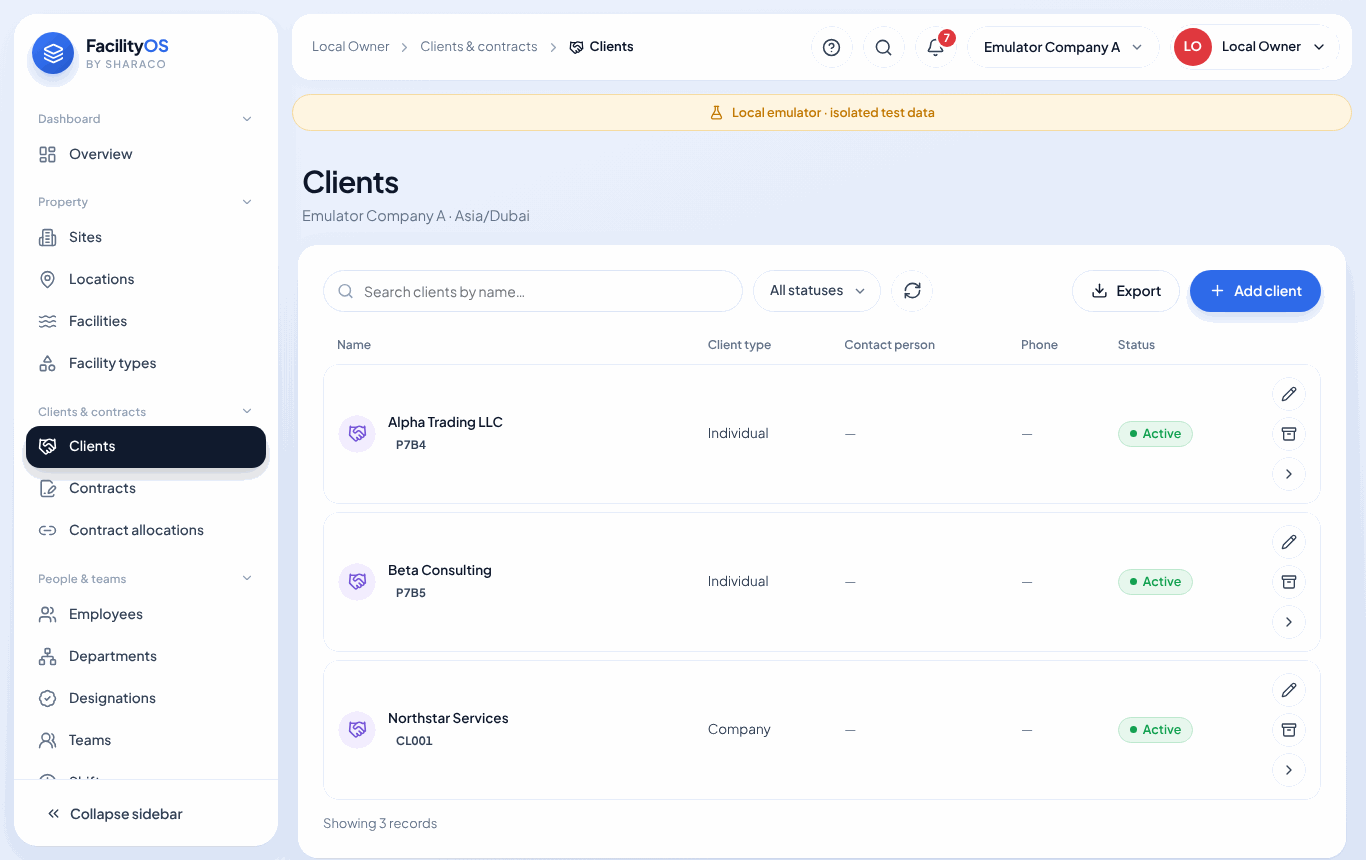 FacilityOS
BY SHARACO
Dashboard
Overview
Property
Sites
Locations
Facilities
Facility types
Clients & contracts
Clients
Contracts
Contract allocations
People & teams
Employees
Departments
Designations
Teams
Collapse sidebar
Local Owner
Clients & contracts
Clients
7
Emulator Company A
LO
Local Owner
Local emulator · isolated test data
Clients
Emulator Company A · Asia/Dubai
Search clients by name...
All statuses
Export
Add client
Name Client type Contact person Phone Status
Alpha Trading LLC
P7B4
Individual — — Active
Beta Consulting
P7B5
Individual — — Active
Northstar Services
CL001
Company — — Active
Showing 3 records